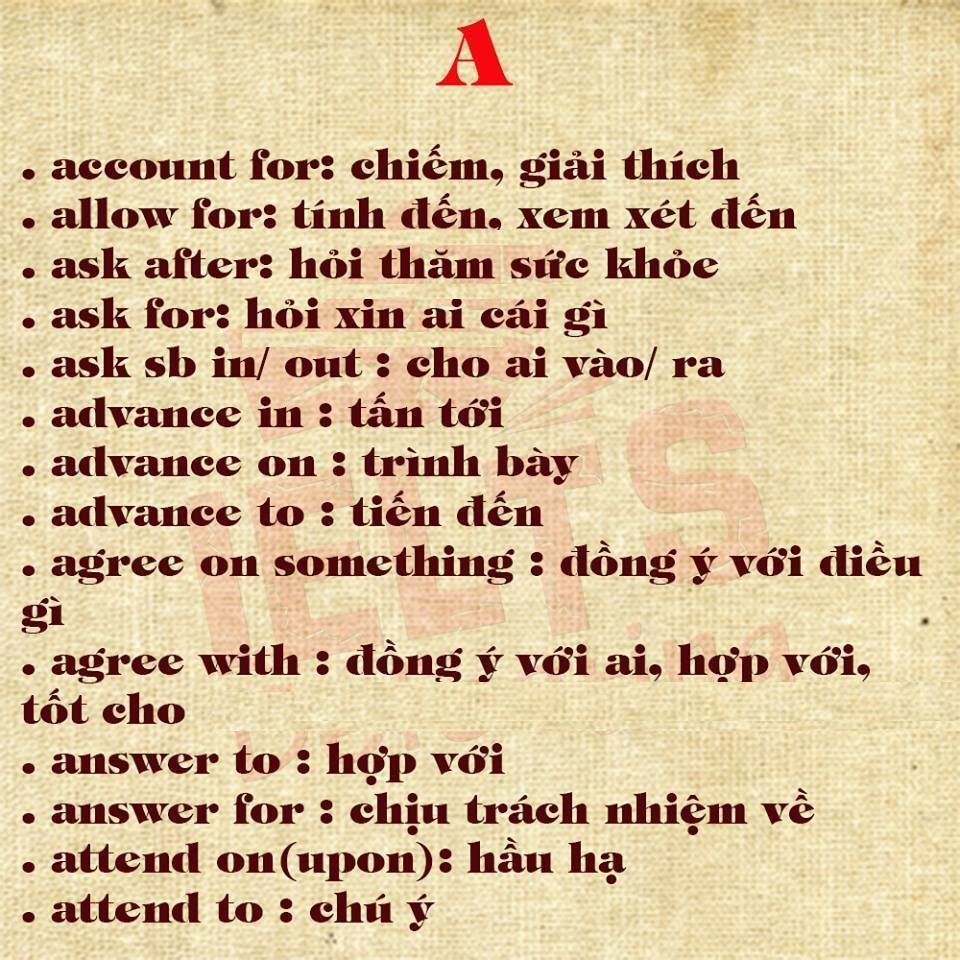 A
. account for: chiếm, giải thích
. allow for: tính đến, xem xét đến
. ask after: hỏi thăm sức khỏe
. ask for: hỏi xin ai cái gì
. ask sb in/ out : cho ai vào/ ra
. advance in : tấn tới
. advance on : trình bày
. advance to : tiến đến
. agree on something : đồng ý với điều
gì
. agree with : đồng ý với ai, hợp với,
tốt cho
. answer to : hợp với
. answer for : chịu trách nhiệm về
. attend on(upon): hầu hạ
. attend to : chú ý
IELTS